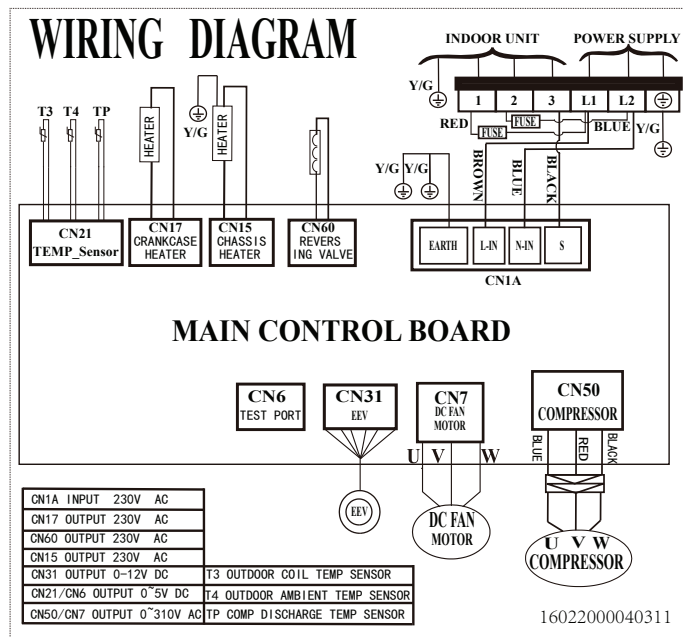 WIRING DIAGRAM
INDOOR UNIT POWER SUPPLY
T3 T4 TP
HEATER
Y/G
HEATER
Y/G
1 2 3 L1 L2
RED
FUSE
FUSE
BLUE Y/G
Y/G Y/G
BROWN
BLUE
BLACK
CN21
TEMP_Sensor
CN17
CRANKCASE
HEATER
CN15
CHASSIS
HEATER
CN60
REVERS
ING VALVE
EARTH L-IN N-IN S
CN1A
MAIN CONTROL BOARD
CN6
TEST PORT
CN31
EEV
CN7
DC FAN
MOTOR
CN50
COMPRESSOR
U V W
BLUE
RED
BLACK
EEV
DC FAN
MOTOR
U V W
COMPRESSOR
CN1A INPUT 230V AC
CN17 OUTPUT 230V AC
CN60 OUTPUT 230V AC
CN15 OUTPUT 230V AC
CN31 OUTPUT 0-12V DC T3 OUTDOOR COIL TEMP SENSOR
CN21/CN6 OUTPUT 0~5V DC T4 OUTDOOR AMBIENT TEMP SENSOR
CN50/CN7 OUTPUT 0~310V AC TP COMP DISCHARGE TEMP SENSOR
16022000040311